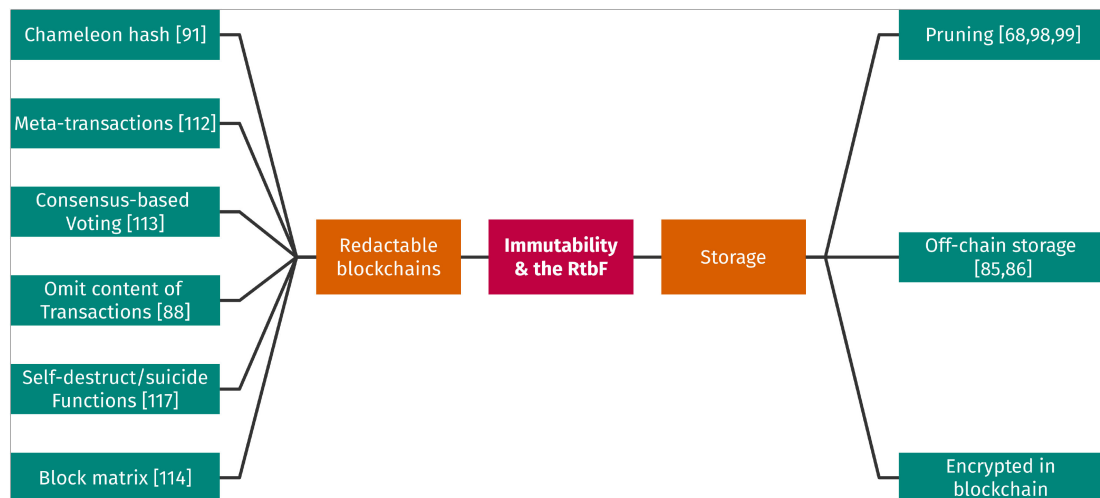 Chameleon hash [91]
Meta-transactions [112]
Consensus-based
Voting [113]
Omit content of
Transactions [88]
Self-destruct/suicide
Functions [117]
Block matrix [114]
Redactable
blockchains
Immutability
& the RtbF
Storage
Pruning [68,98,99]
Off-chain storage
[85,86]
Encrypted in
blockchain